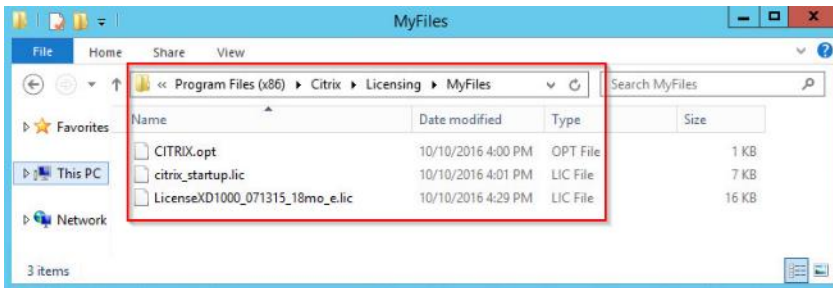 MyFiles
File Home Share View
« Program Files (x86) Citrix Licensing MyFiles Search MyFiles
Favorites Name Date modified Type Size
CITRIX.opt 10/10/2016 4:00 PM OPT File 1 KB
This PC citrix_startup.lic 10/10/2016 4:01 PM LIC File 7 KB
LicenseXD1000_071315_18mo_e.lic 10/10/2016 4:29 PM LIC File 16 KB
Network
3 items